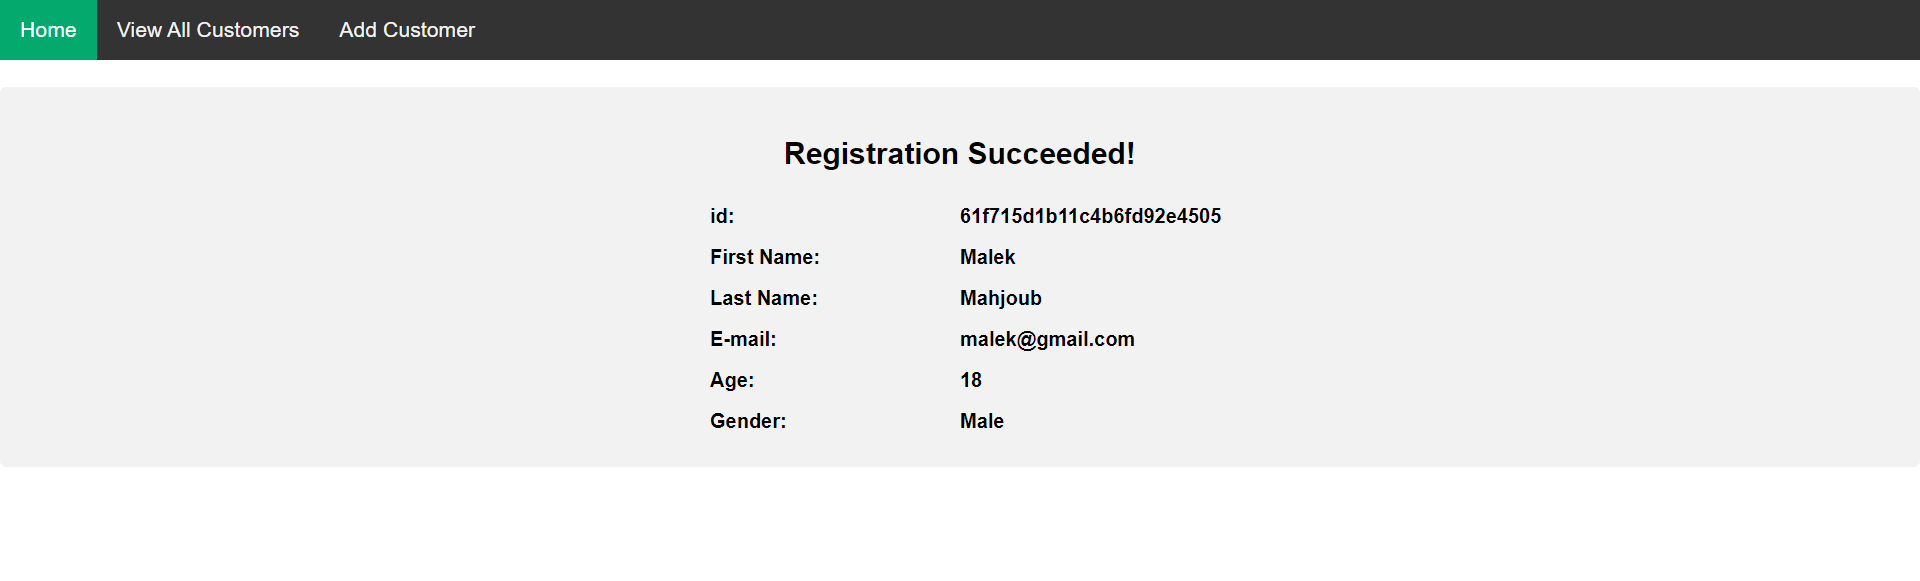 Home View All Customers Add Customer
Registration Succeeded!
id: 61f715d1b11c4b6fd92e4505
First Name: Malek
Last Name: Mahjoub
E-mail: malek@gmail.com
Age: 18
Gender: Male